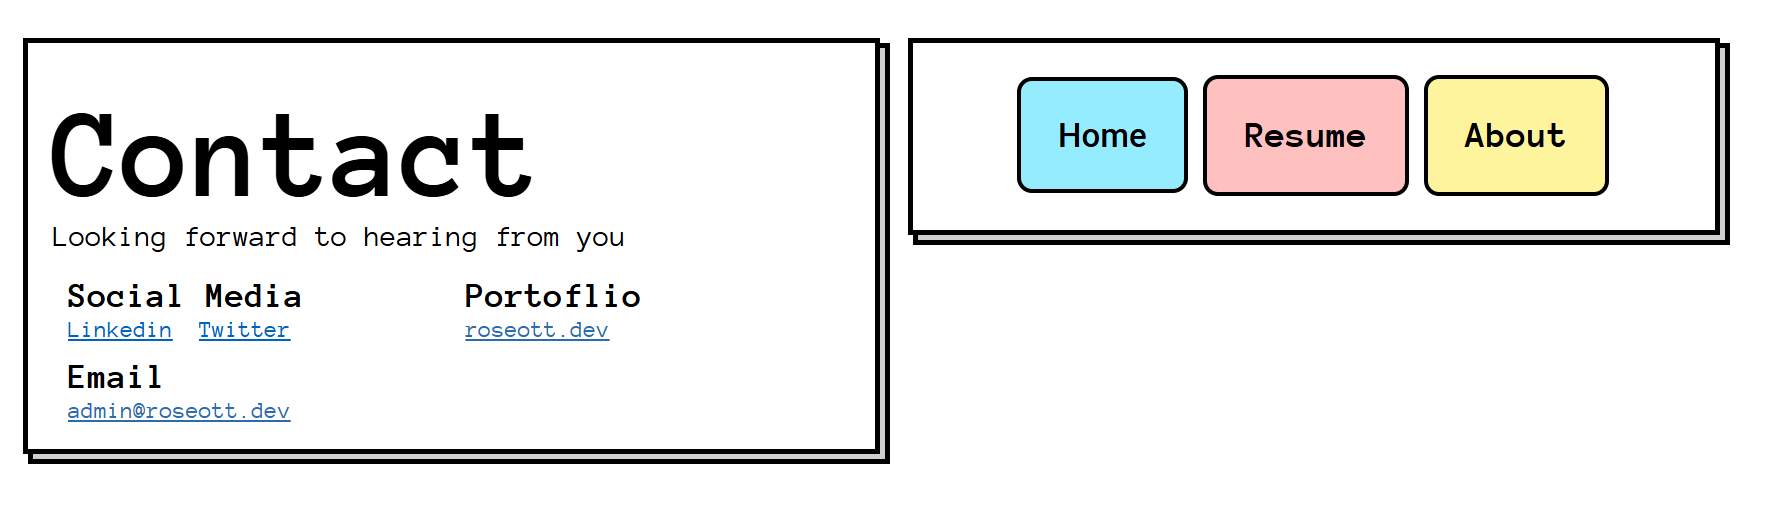 Contact
Looking forward to hearing from you
Social Media
Linkedin Twitter
Portoflio
roseott.dev
Email
admin@roseott.dev
Home
Resume
About